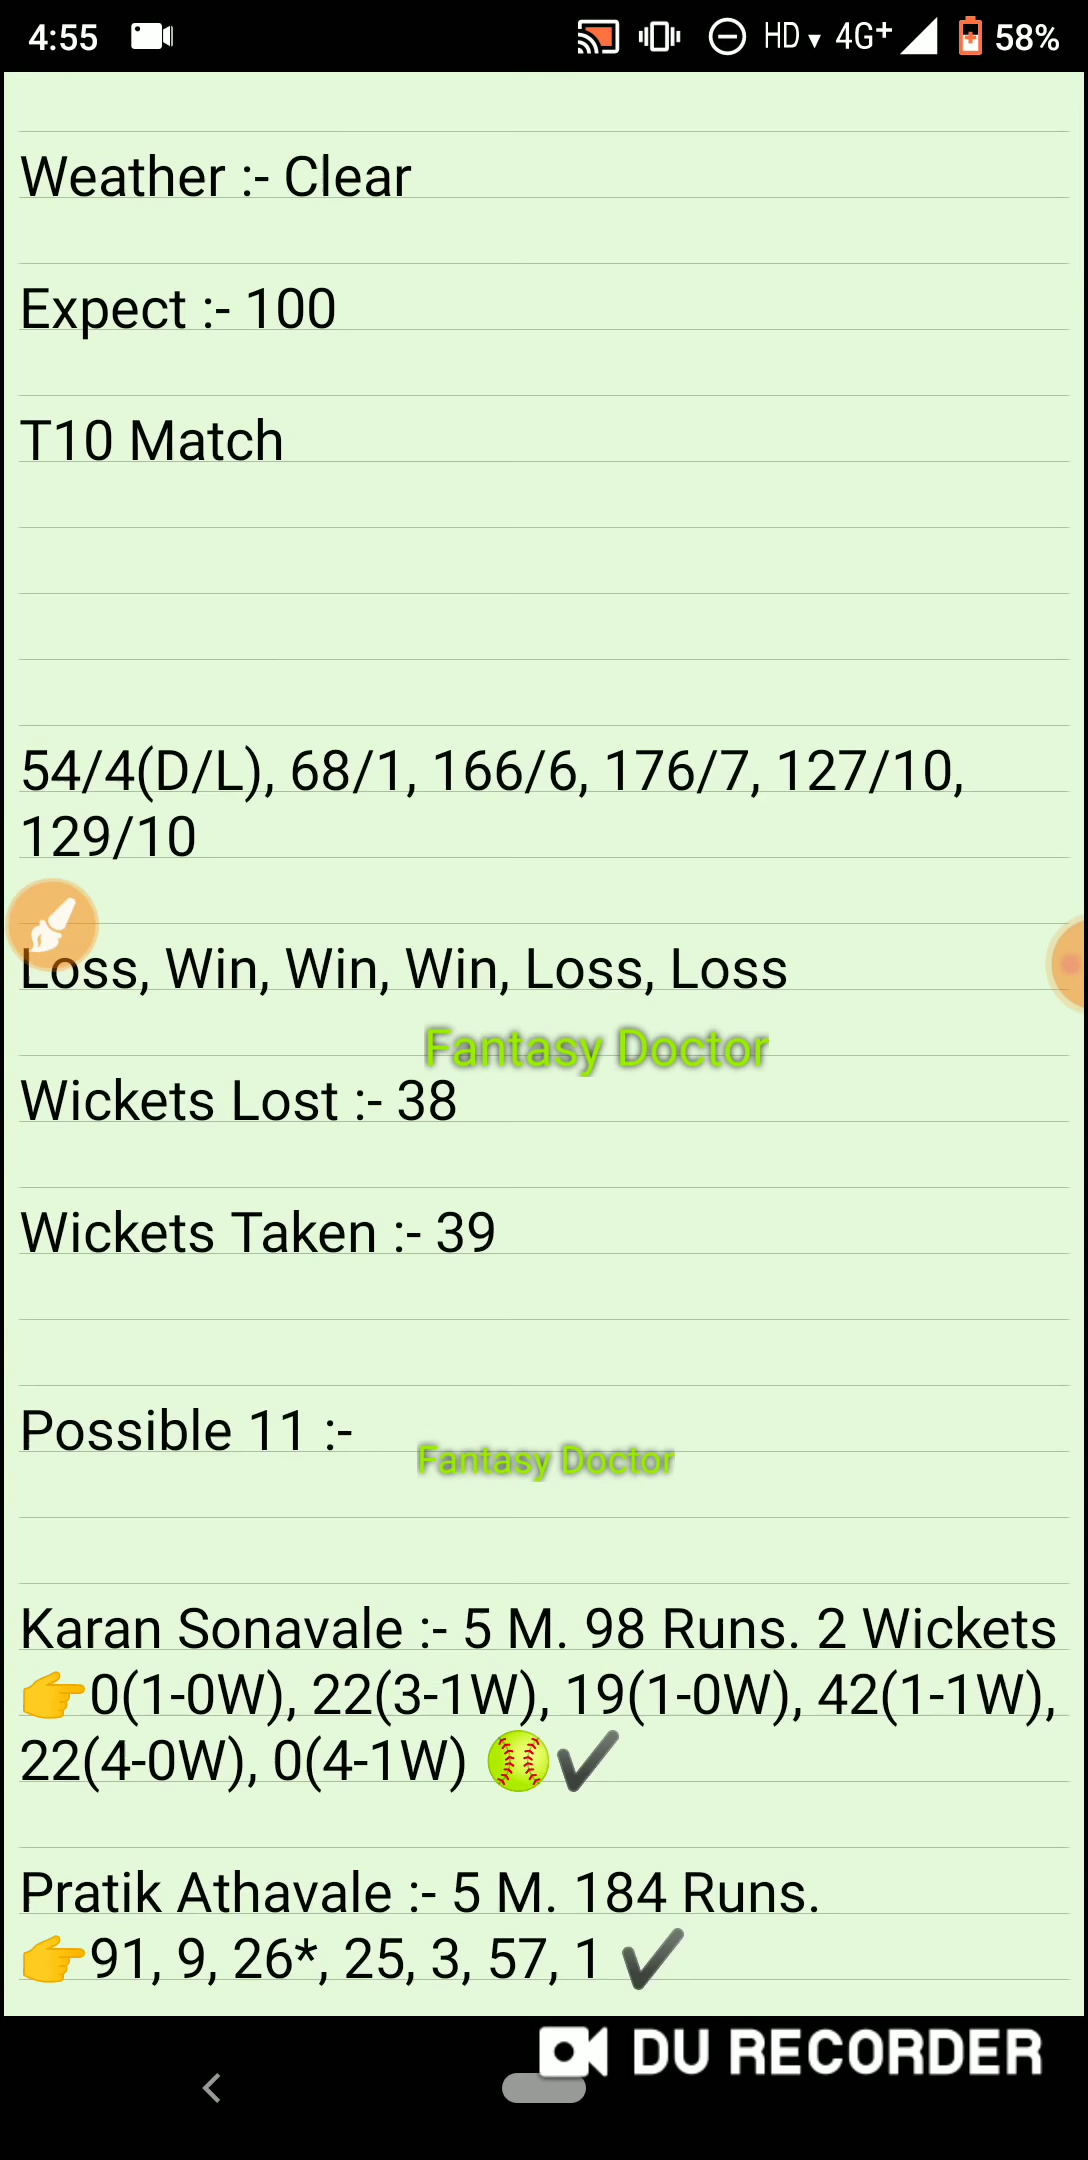 4:55 HD 4G+ 58%
Weather :- Clear
Expect :- 100
T10 Match
54/4(D/L), 68/1, 166/6, 176/7, 127/10,
129/10
Loss, Win, Win, Win, Loss, Loss
Fantasy Doctor
Wickets Lost :- 38
Wickets Taken :- 39
Possible 11 :-
Fantasy Doctor
Karan Sonavale :- 5 M. 98 Runs. 2 Wickets
👉0(1-0W), 22(3-1W), 19(1-0W), 42(1-1W),
22(4-0W), 0(4-1W) 🥎✔
Pratik Athavale :- 5 M. 184 Runs.
👉91, 9, 26*, 25, 3, 57, 1 ✔
DU RECORDER